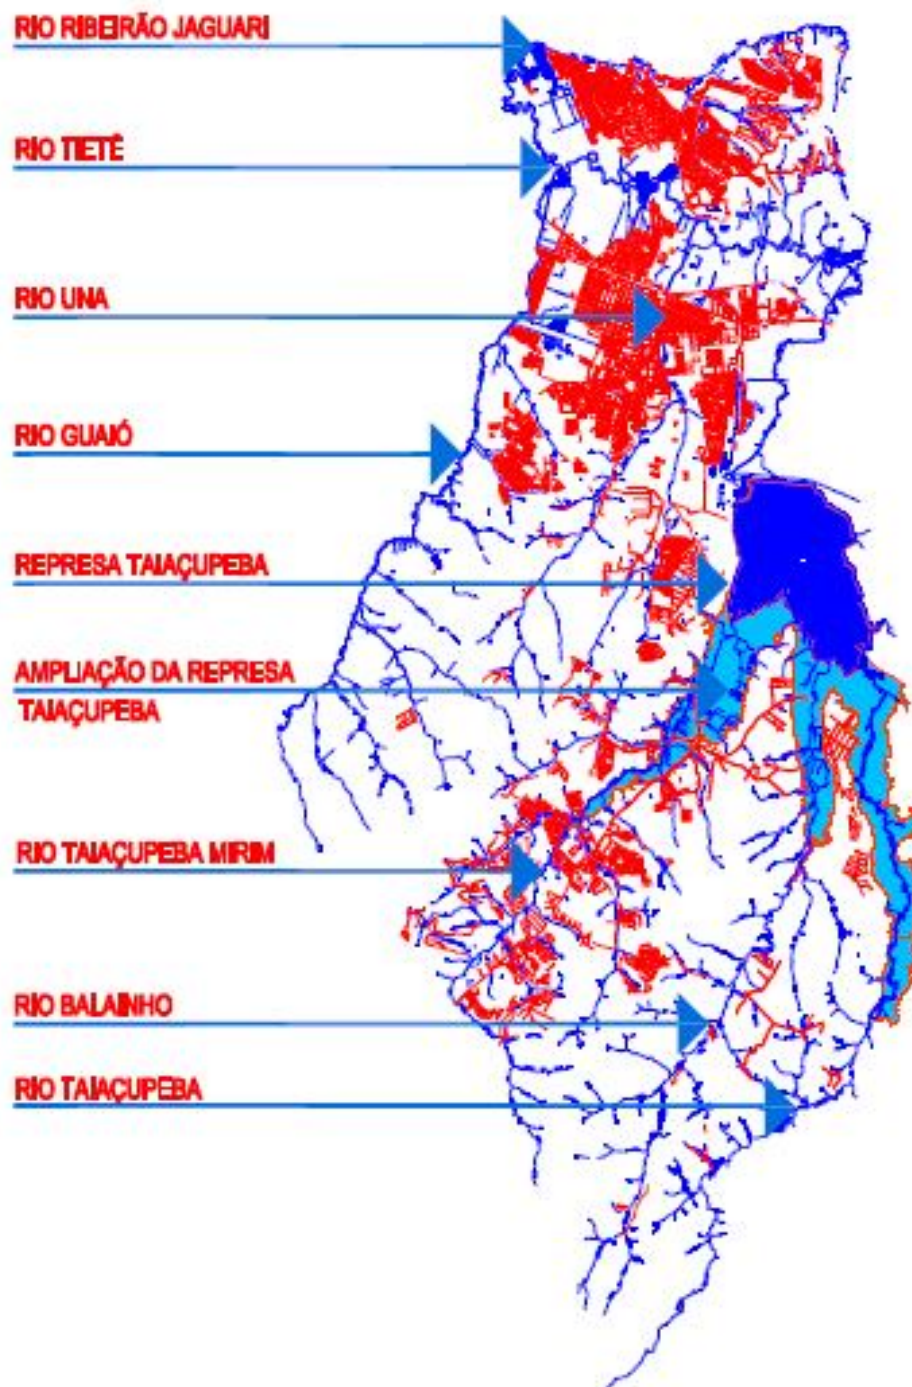 RIO RIBEIRÃO JAGUARI
RIO TIETÊ
RIO UNA
RIO GUAIÓ
REPRESA TAIAÇUPEBA
AMPLIAÇÃO DA REPRESA
TAIAÇUPEBA
RIO TAIAÇUPEBA MIRIM
RIO BALAINHO
RIO TAIAÇUPEBA